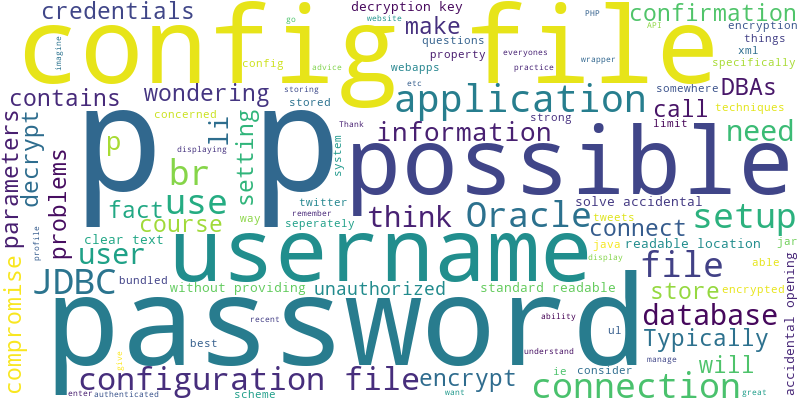 decryption key
confirmation
credentials
go
website
PHP
API
make
encryption
config file
questions
everyones
things
imagine
property
practice
wrapper
xml
config
advice
webapps
specifically
etc
wondering
storing
somewhere
DBAs
contains
stored
application
techniques
concerned
strong
call
parameters
decrypt
p
li
setting
Thank
information
limit
need
p p
possible
displaying
system
problems
br
use
twitter
remember
seperately
solve accidental
fact
way
think
Oracle
tweets
setup
course
connect
clear text
java
readable location
jar
profile
user
username
display
file
able
JDBC
bundled
without providing
unauthorized
standard readable
store
encrypted
compromise
password
recent
ability
database
accidental opening
best
understand
ul
Typically
give
configuration file
encrypt
ie
consider
manage
will
enter
authenticated
scheme
want
connection
great